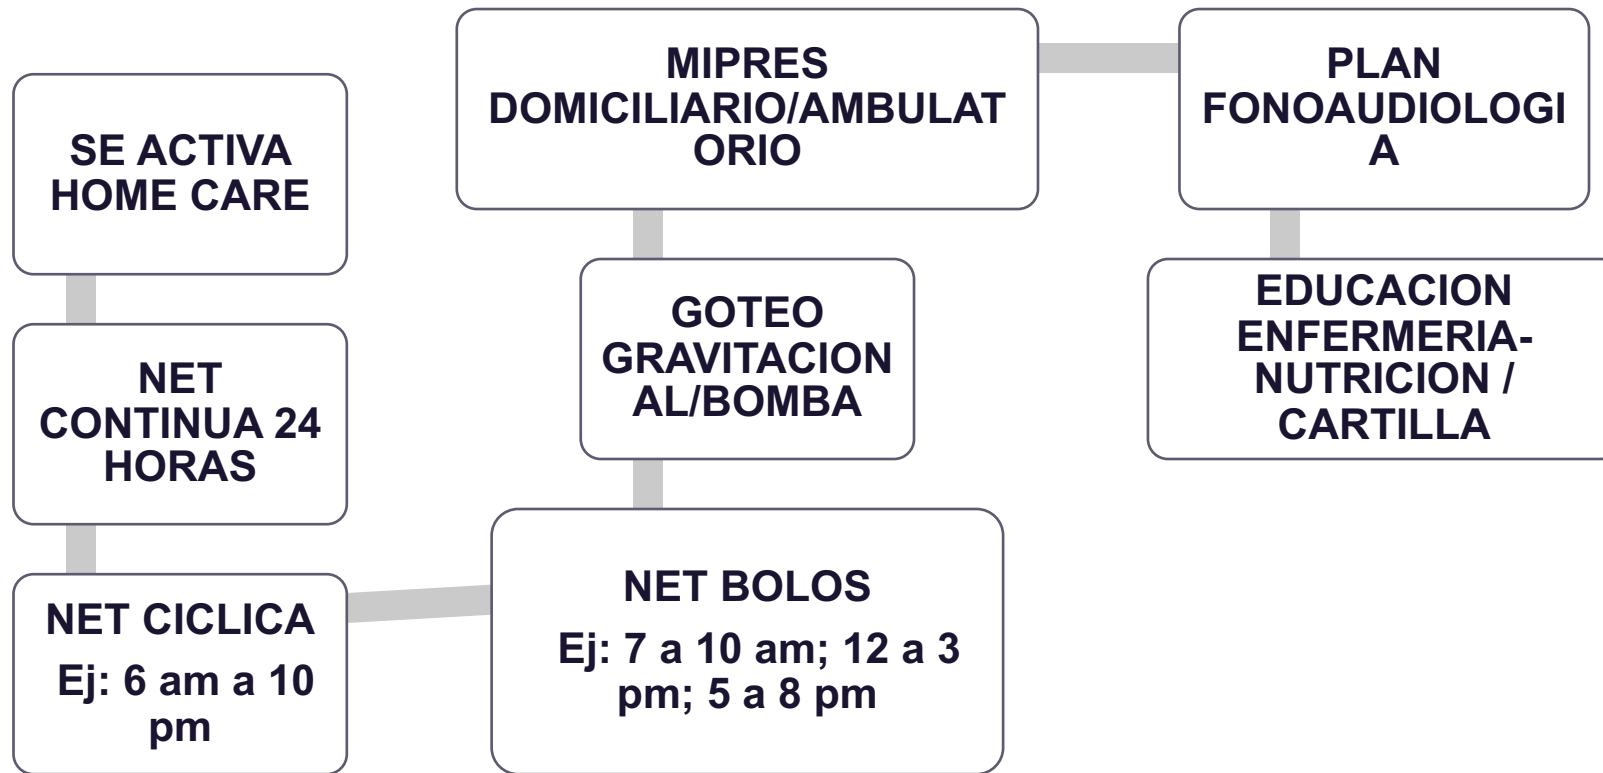 SE ACTIVA
HOME CARE
NET
CONTINUA 24
HORAS
NET CICLICA
Ej: 6 am a 10
pm
NET BOLOS
Ej: 7 a 10 am; 12 a 3
pm; 5 a 8 pm
GOTEO
GRAVITACION
AL/BOMBA
MIPRES
DOMICILIARIO/AMBULAT
ORIO
PLAN
FONOAUDIOLOGI
A
EDUCACION
ENFERMERIA-
NUTRICION /
CARTILLA